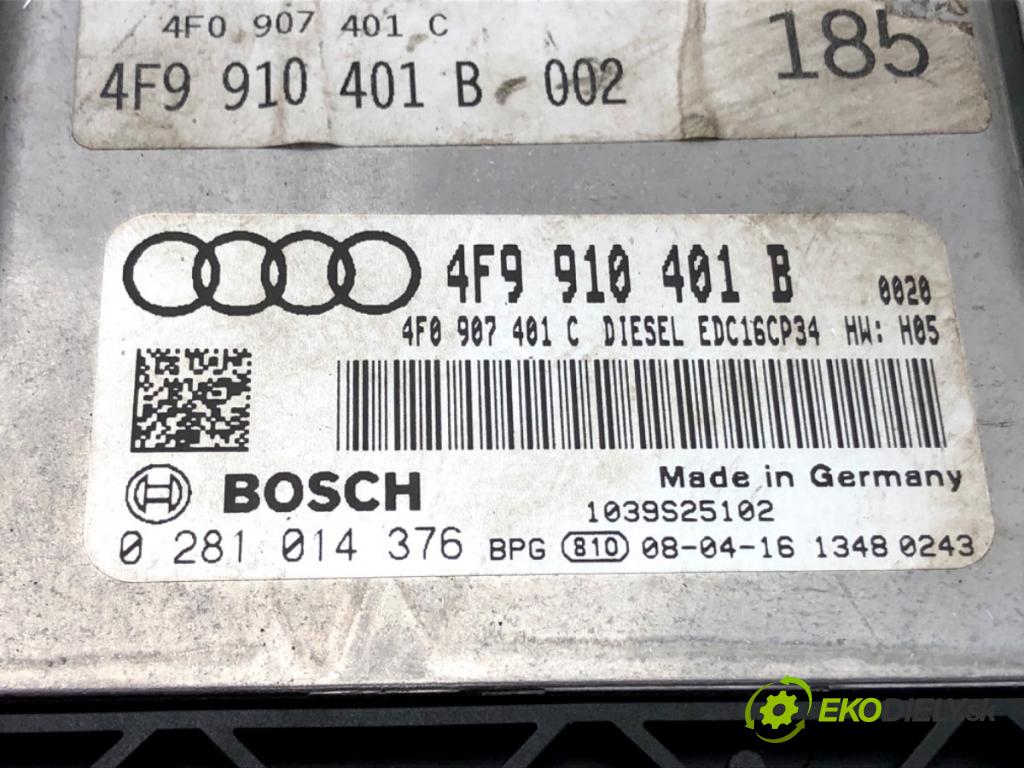 4F0 907 401 C
4F9 910 401 B 002
185
4F9 910 401 B 0020
4F0 907 401 C DIESEL EDC16CP34 HW: H05
BOSCH
Made in Germany
1039S25102
0 281 014 376 BPG 810 08-04-16 1348 0243
EKODIELY.sk